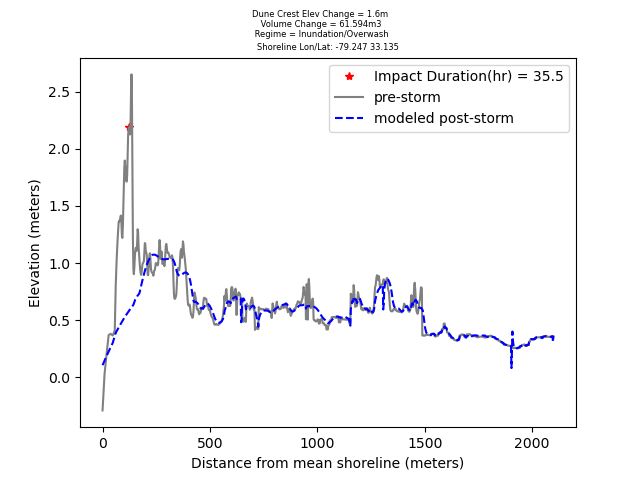 Dune Crest Elev Change = 1.6m
Volume Change = 61.594m3
Regime = Inundation/Overwash
Shoreline Lon/Lat: -79.247 33.135
Impact Duration(hr) = 35.5
pre-storm
modeled post-storm
Elevation (meters)
2.5
2.0
1.5
1.0
0.5
0.0
0 500 1000 1500 2000
Distance from mean shoreline (meters)